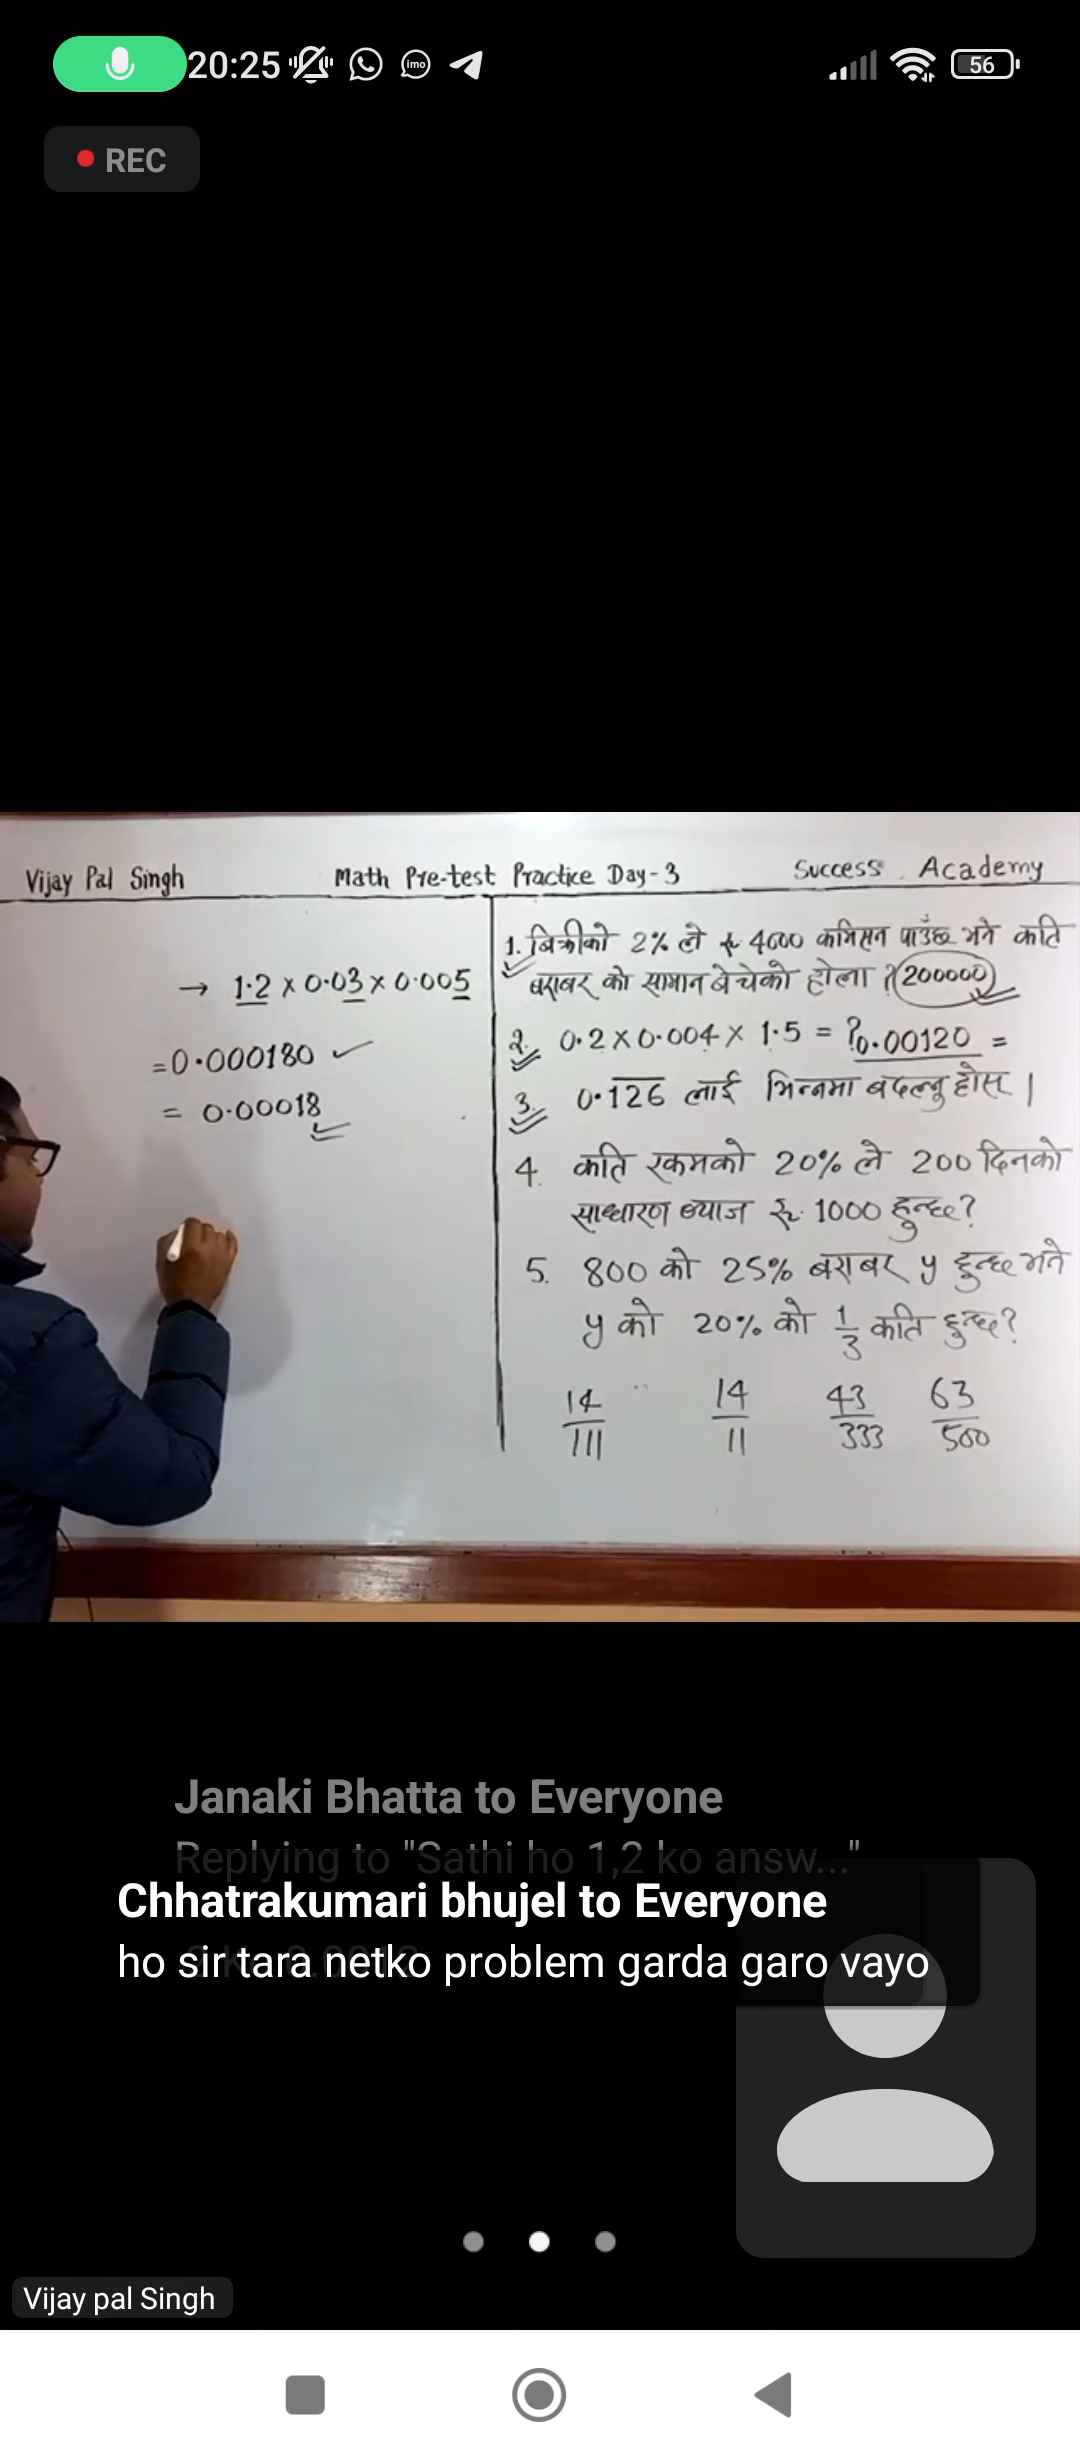 20:25
imo
56
REC
Vijay Pal Singh Math Pre-test Practice Day-3 Success Academy
→ 1.2 x 0.03 x 0.005
= 0.000180 ✓
= 0.00018
1. बिक्रीको 2% ले रू 4000 कमिसन पाउँछ भने कति
बराबर को सामान बेचेको होला ? 200000
2. 0.2 x 0.004 x 1.5 = ? 0.00120 =
3. 0.1̅2̅6̅ लाई भिन्नमा बदल्नु होस् |
4. कति रकमको 20% ले 200 दिनको
साधारण ब्याज रू. 1000 हुन्छ?
5. 800 को 25% बराबर y हुन्छ भने
y को 20% को 1/3 कति हुन्छ?
14/111 14/11 43/333 63/500
Janaki Bhatta to Everyone
Replying to "Sathi ho 1,2 ko answ..."
Chhatrakumari bhujel to Everyone
ho sir tara netko problem garda garo vayo
Vijay pal Singh